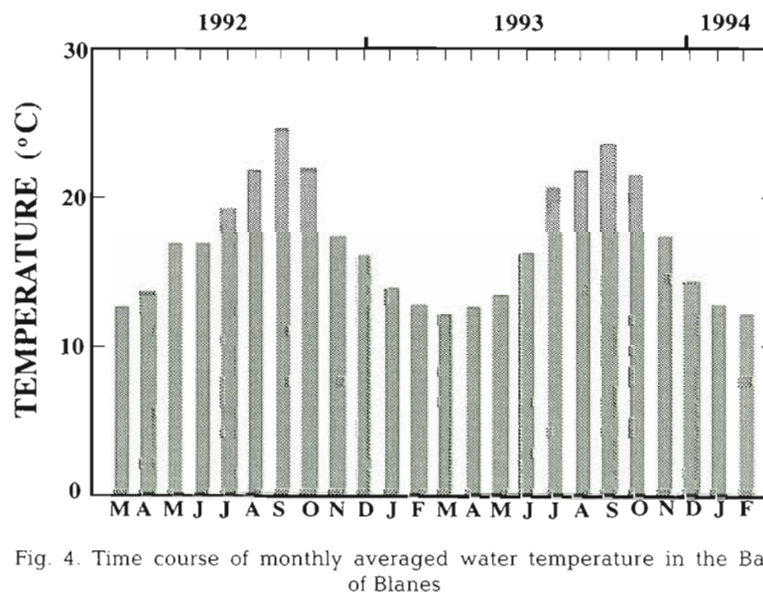 1992 1993 1994
30
20
10
0
TEMPERATURE (°C)
M A M J J A S O N D J F M A M J J A S O N D J F
Fig. 4. Time course of monthly averaged water temperature in the Ba
of Blanes